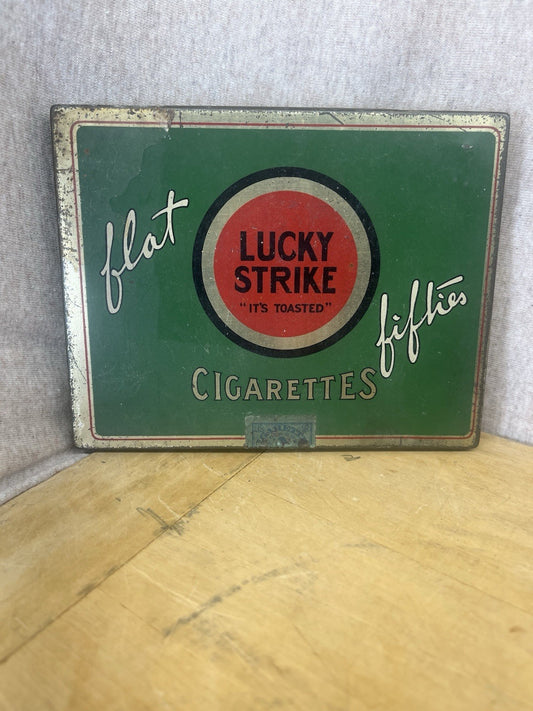 flat
LUCKY
STRIKE
"IT'S TOASTED"
fifties
CIGARETTES